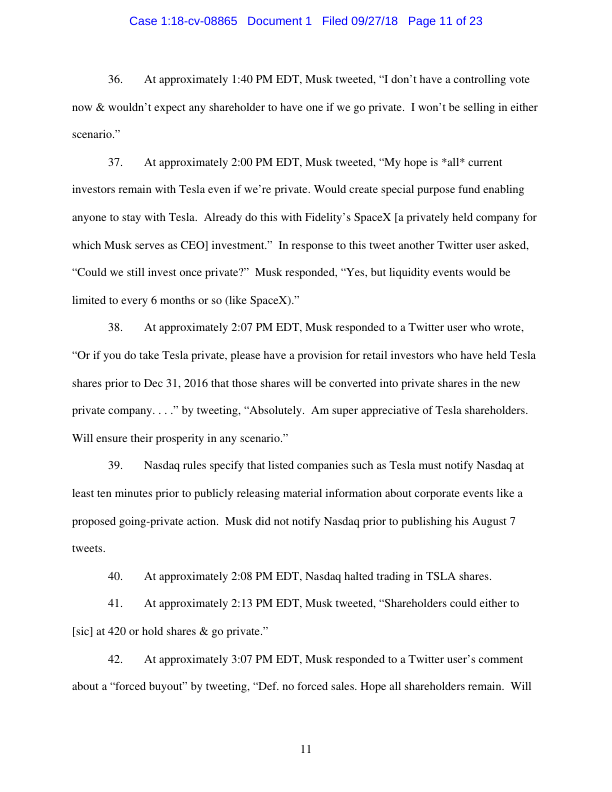 Case 1:18-cv-08865 Document 1 Filed 09/27/18 Page 11 of 23
36. At approximately 1:40 PM EDT, Musk tweeted, “I don’t have a controlling vote
now & wouldn’t expect any shareholder to have one if we go private. I won’t be selling in either
scenario.”
37. At approximately 2:00 PM EDT, Musk tweeted, “My hope is *all* current
investors remain with Tesla even if we’re private. Would create special purpose fund enabling
anyone to stay with Tesla. Already do this with Fidelity’s SpaceX [a privately held company for
which Musk serves as CEO] investment.” In response to this tweet another Twitter user asked,
“Could we still invest once private?” Musk responded, “Yes, but liquidity events would be
limited to every 6 months or so (like SpaceX).”
38. At approximately 2:07 PM EDT, Musk responded to a Twitter user who wrote,
“Or if you do take Tesla private, please have a provision for retail investors who have held Tesla
shares prior to Dec 31, 2016 that those shares will be converted into private shares in the new
private company. . . .” by tweeting, “Absolutely. Am super appreciative of Tesla shareholders.
Will ensure their prosperity in any scenario.”
39. Nasdaq rules specify that listed companies such as Tesla must notify Nasdaq at
least ten minutes prior to publicly releasing material information about corporate events like a
proposed going-private action. Musk did not notify Nasdaq prior to publishing his August 7
tweets.
40. At approximately 2:08 PM EDT, Nasdaq halted trading in TSLA shares.
41. At approximately 2:13 PM EDT, Musk tweeted, “Shareholders could either to
[sic] at 420 or hold shares & go private.”
42. At approximately 3:07 PM EDT, Musk responded to a Twitter user’s comment
about a “forced buyout” by tweeting, “Def. no forced sales. Hope all shareholders remain. Will
11